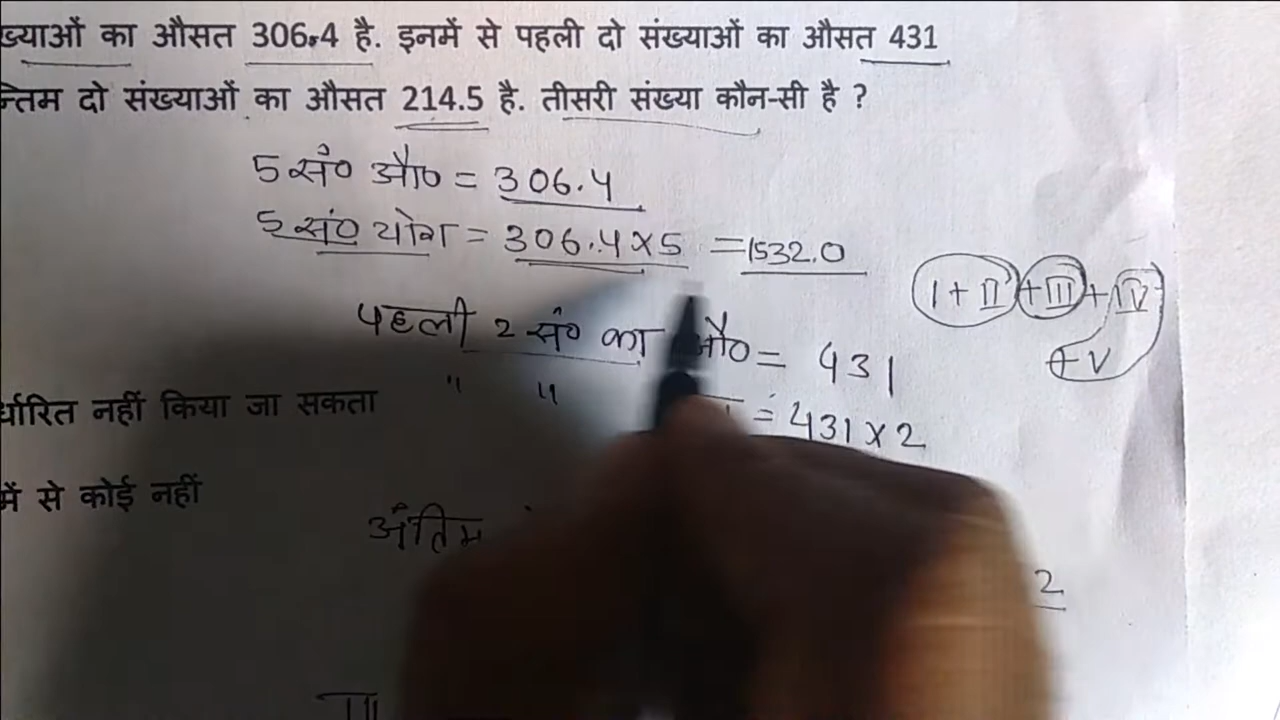 ख्याओं का औसत 306.4 है. इनमें से पहली दो संख्याओं का औसत 431
न्तिम दो संख्याओं का औसत 214.5 है. तीसरी संख्या कौन-सी है ?
5 सं० औ० = 306.4
5 सं० योग = 306.4 × 5 = 1532.0
I + II + III + IV
+ V
पहली 2 सं० का औ० = 431
" " = 431 × 2
र्धारित नहीं किया जा सकता
में से कोई नहीं
अंतिम
2
III